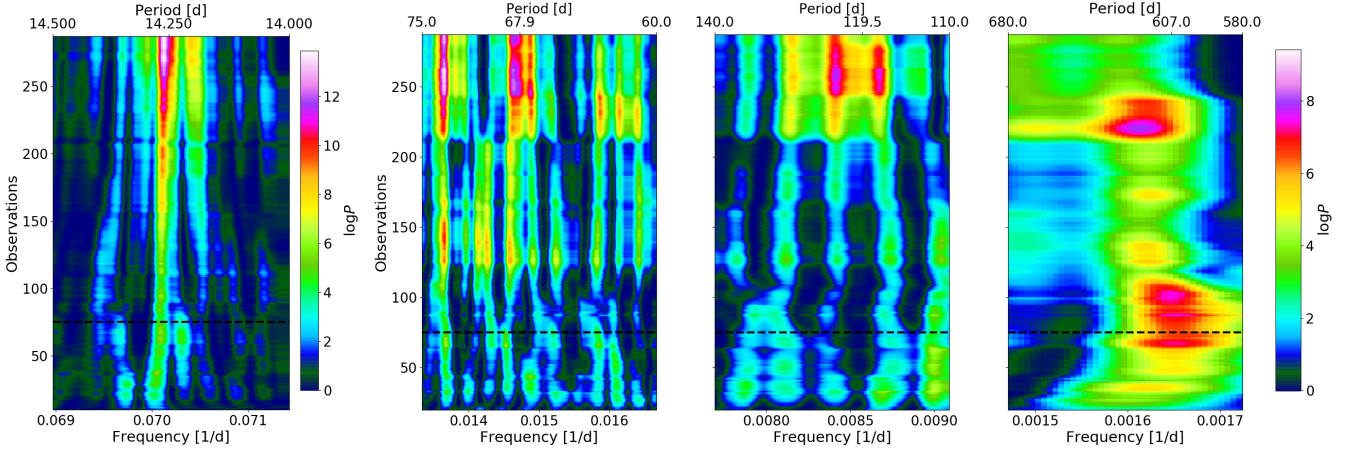 Period [d]
14.500 14.250 14.000
Observations
250
200
150
100
50
0.069 0.070 0.071
Frequency [1/d]
12
10
8
6
4
2
0
logP
Period [d]
75.0 67.9 60.0
Observations
250
200
150
100
50
0.014 0.015 0.016
Frequency [1/d]
Period [d]
140.0 119.5 110.0
0.0080 0.0085 0.0090
Frequency [1/d]
Period [d]
680.0 607.0 580.0
0.0015 0.0016 0.0017
Frequency [1/d]
8
6
4
2
0
logP